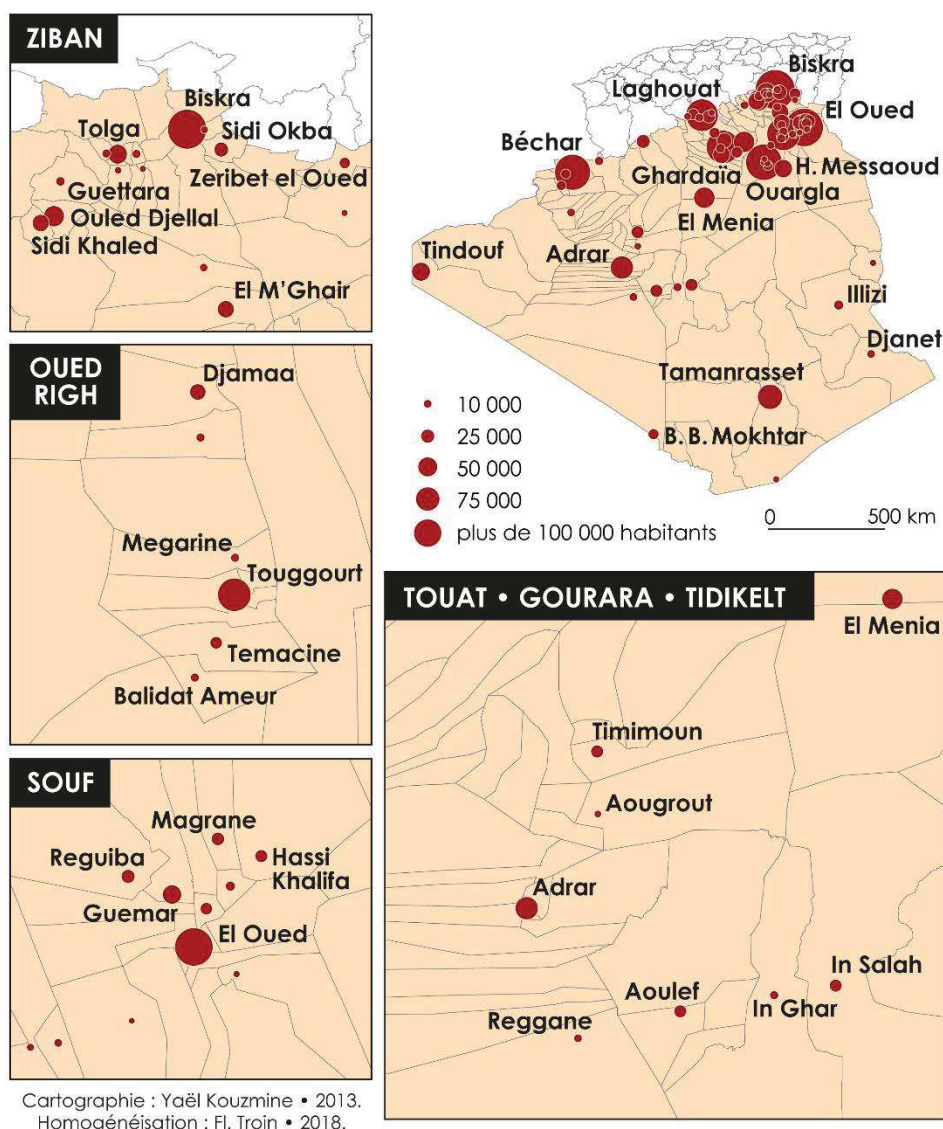 ZIBAN
Biskra
Tolga
Sidi Okba
Zeribet el Oued
Guettara
Ouled Djellal
Sidi Khaled
El M'Ghair
OUED
RIGH
Djamaa
Megarine
Touggourt
Temacine
Balidat Ameur
SOUF
Magrane
Reguiba
Hassi
Khalifa
Guemar
El Oued
Cartographie : Yaël Kouzmine • 2013.
Homogénéisation : Fl. Troin • 2018.
Biskra
Laghouat
El Oued
Béchar
H. Messaoud
Ghardaïa
Ouargla
El Menia
Tindouf
Adrar
Illizi
Djanet
Tamanrasset
B. B. Mokhtar
10 000
25 000
50 000
75 000
plus de 100 000 habitants
0 500 km
TOUAT • GOURARA • TIDIKELT
El Menia
Timimoun
Aougrout
Adrar
In Salah
Aoulef
In Ghar
Reggane